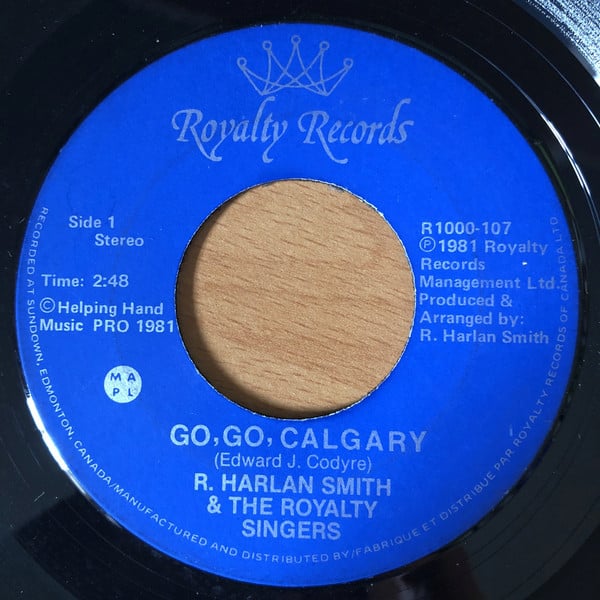 Royalty Records
Side 1
Stereo
Time: 2:48
©Helping Hand
Music PRO 1981
M A
P L
R1000-107
℗1981 Royalty
Records
Management Ltd.
Produced &
Arranged by:
R. Harlan Smith
GO, GO, CALGARY
(Edward J. Codyre)
R. HARLAN SMITH
& THE ROYALTY
SINGERS
RECORDED AT SUNDOWN, EDMONTON, CANADA/MANUFACTURED AND DISTRIBUTED BY/FABRIQUE ET DISTRIBUE PAR ROYALTY RECORDS OF CANADA LTD.